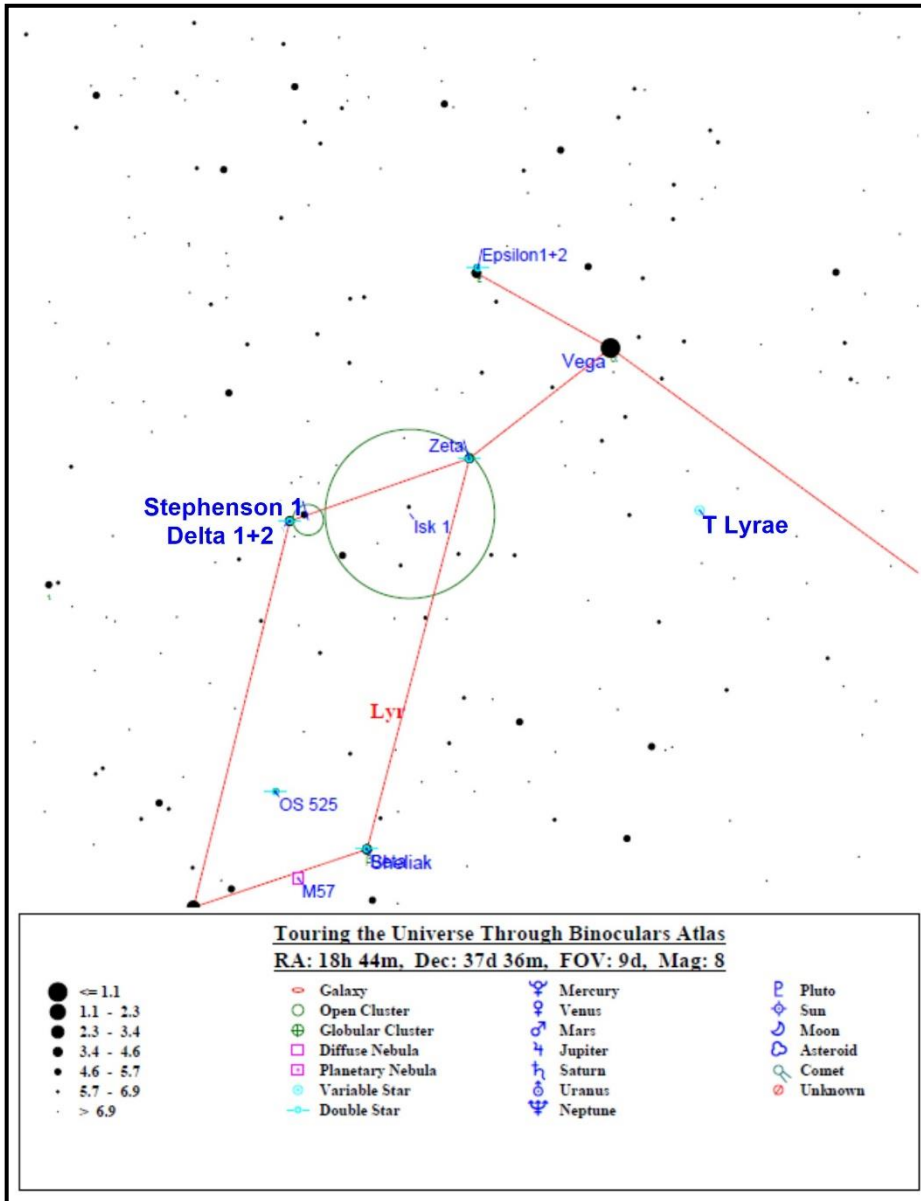 Epsilon1+2
Vega
Zeta
Stephenson 1
Isk 1
T Lyrae
Delta 1+2
Lyr
OS 525
Sheliak
M57
Touring the Universe Through Binoculars Atlas
RA: 18h 44m, Dec: 37d 36m, FOV: 9d, Mag: 8
<= 1.1
1.1 - 2.3
2.3 - 3.4
3.4 - 4.6
4.6 - 5.7
5.7 - 6.9
> 6.9
Galaxy
Open Cluster
Globular Cluster
Diffuse Nebula
Planetary Nebula
Variable Star
Double Star
Mercury
Venus
Mars
Jupiter
Saturn
Uranus
Neptune
Pluto
Sun
Moon
Asteroid
Comet
Unknown